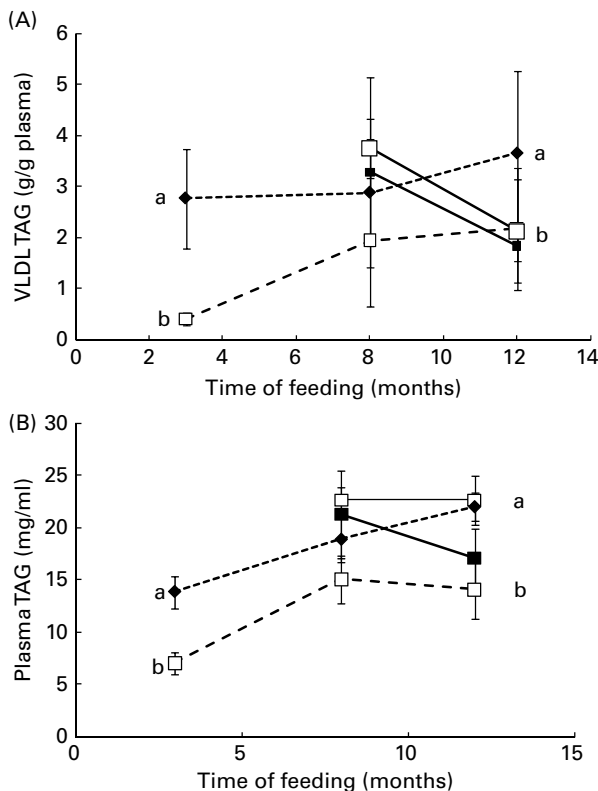 (A)
6
5
4
3
2
1
0
VLDL TAG (g/g plasma)
a
b
a
b
0 2 4 6 8 10 12 14
Time of feeding (months)
(B)
30
25
20
15
10
5
0
Plasma TAG (mg/ml)
a
b
a
b
0 5 10 15
Time of feeding (months)